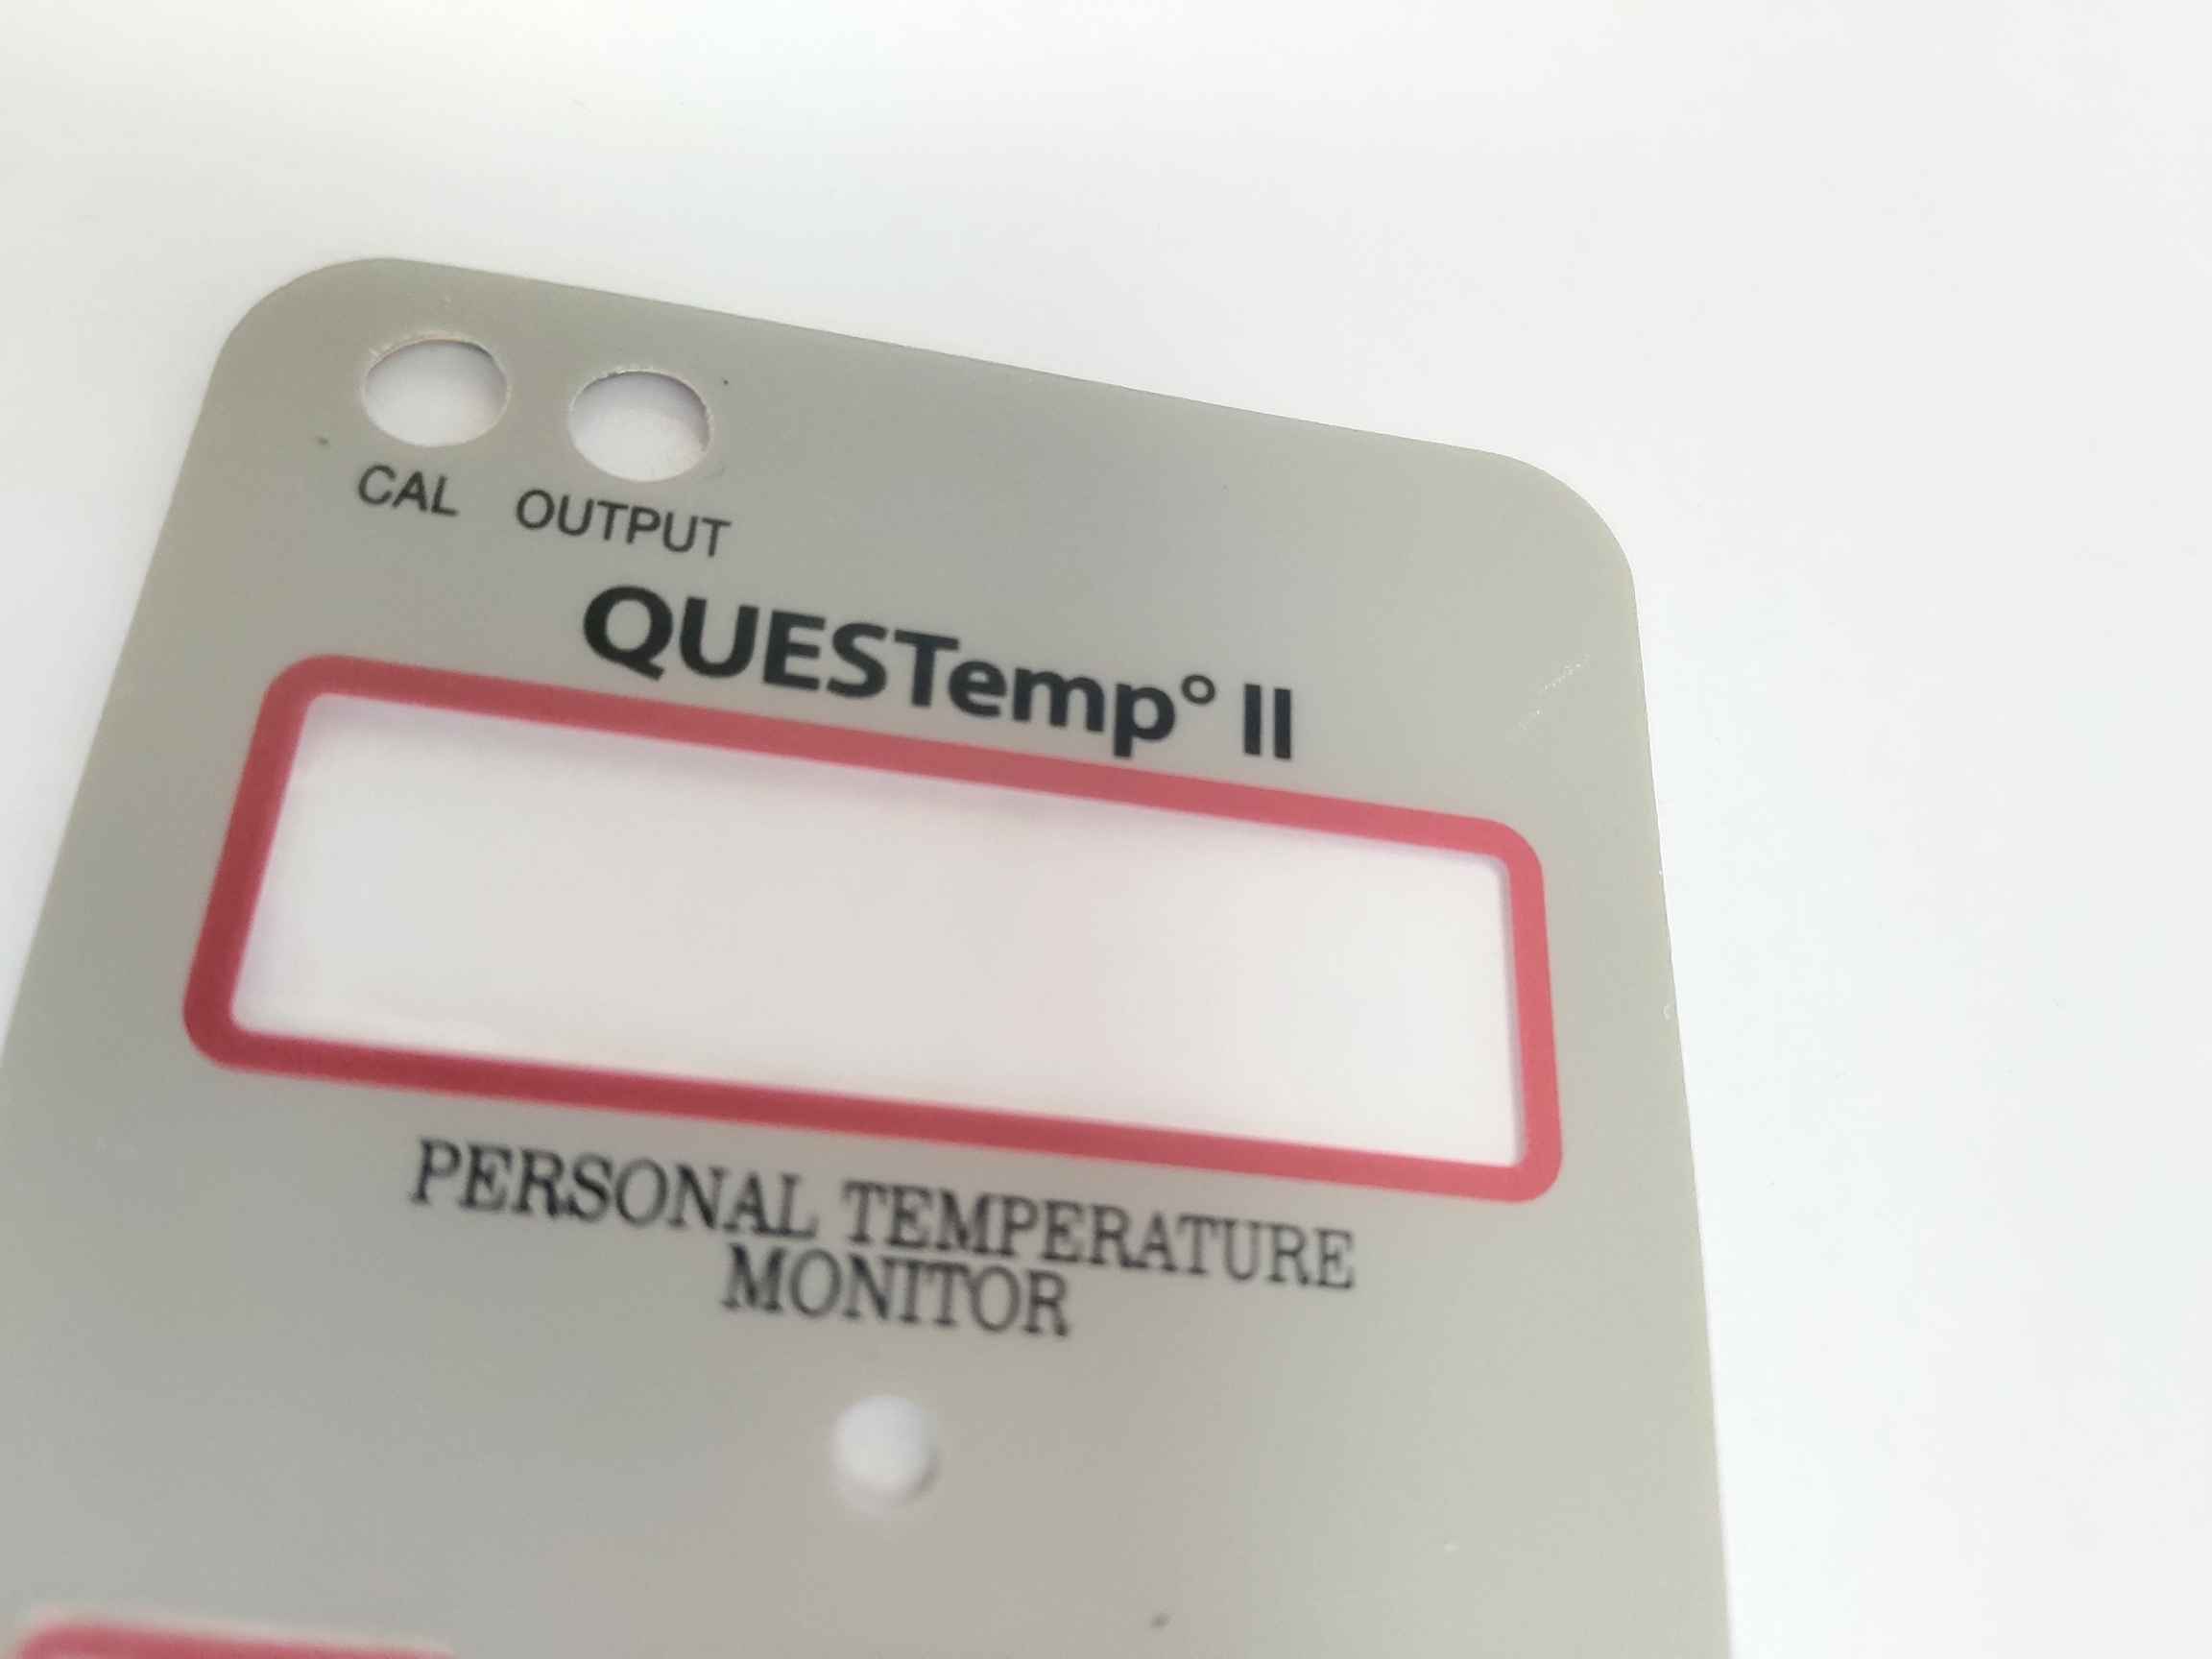 CAL OUTPUT
QUESTemp° II
PERSONAL TEMPERATURE
MONITOR